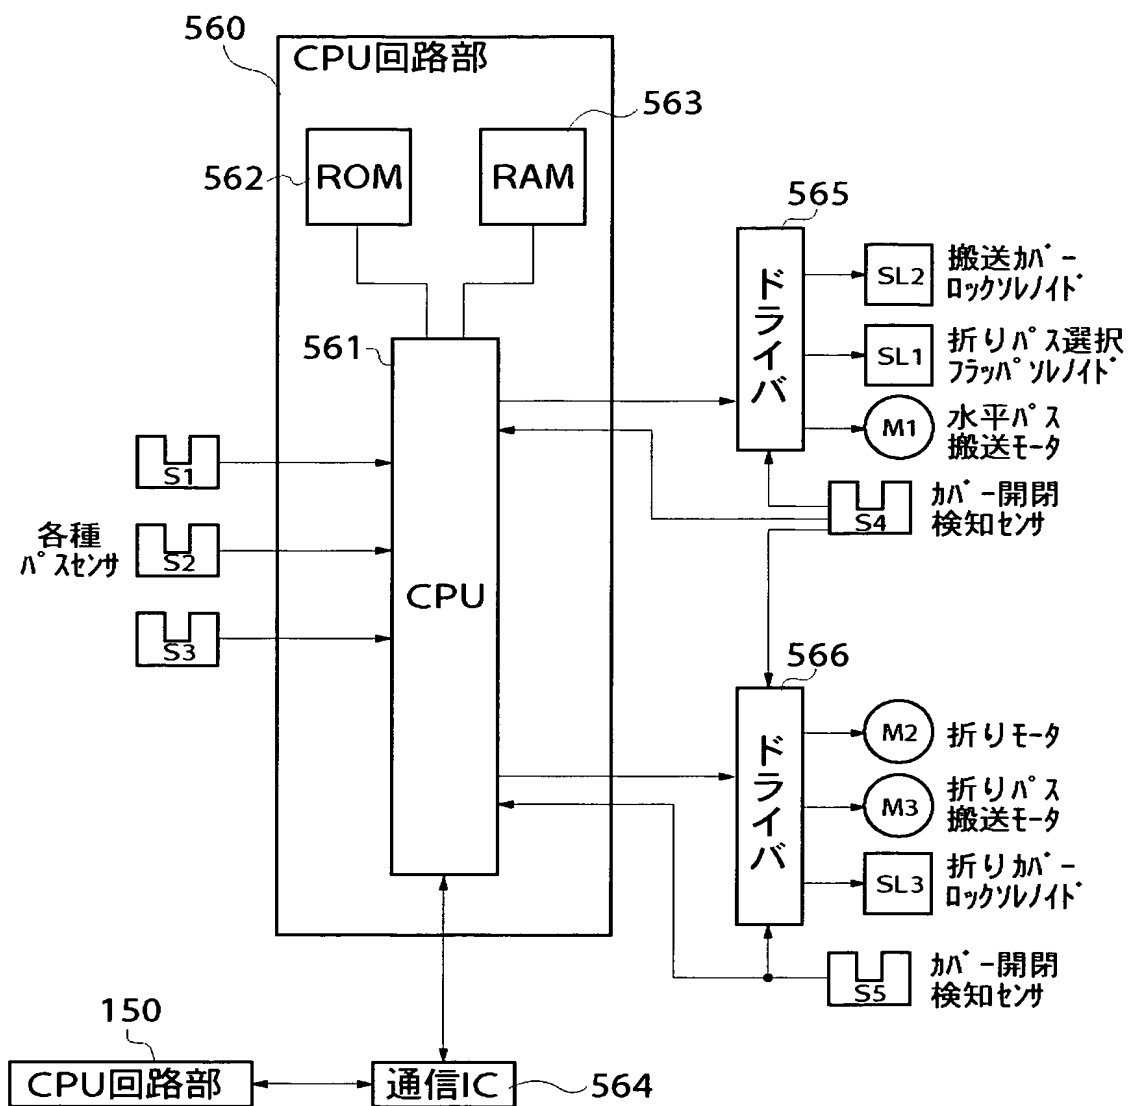 560
CPU回路部
563
562
ROM
RAM
565
ドライバ
SL2
搬送ｶﾊﾞｰ
ロックソﾚﾉｲﾄﾞ
561
SL1
折りパス選択
フラッパソﾚﾉｲﾄﾞ
M1
水平パス
搬送ﾓｰﾀ
S1
各種
ﾊﾟｽｾﾝｻ
S2
S3
CPU
S4
ｶﾊﾞｰ開閉
検知ｾﾝｻ
566
ドライバ
M2
折りﾓｰﾀ
M3
折りパス
搬送ﾓｰﾀ
SL3
折りｶﾊﾞｰ
ロックソﾚﾉｲﾄﾞ
S5
ｶﾊﾞｰ開閉
検知ｾﾝｻ
150
CPU回路部
通信IC
564